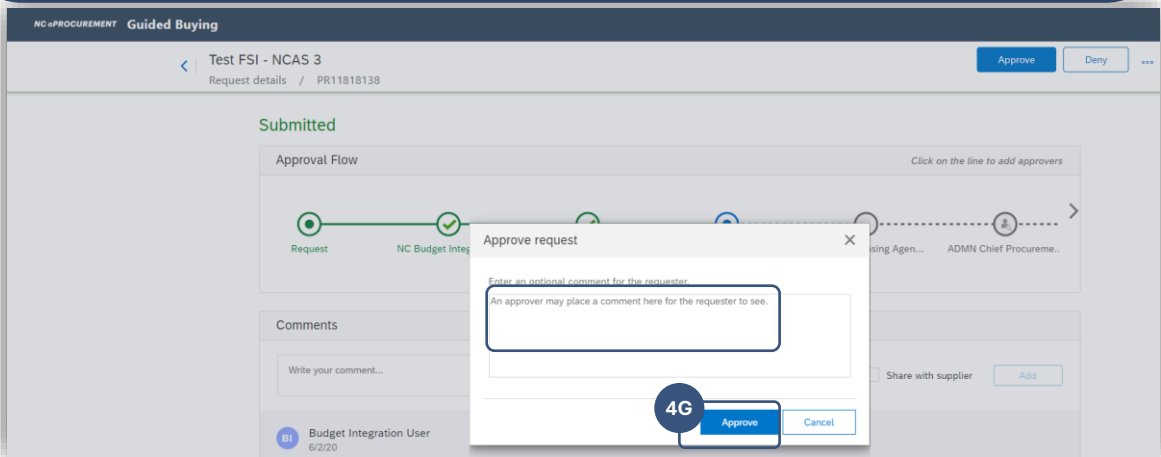 NC ePROCUREMENT Guided Buying
Test FSI - NCAS 3
Request details / PR11818138
Approve
Deny
Submitted
Approval Flow
Click on the line to add approvers
Request
NC Budget Integ
sing Agen...
ADMN Chief Procureme..
Approve request
Enter an optional comment for the requester.
An approver may place a comment here for the requester to see.
4G
Approve
Cancel
Comments
Write your comment...
Share with supplier
Add
BI
Budget Integration User
6/2/20